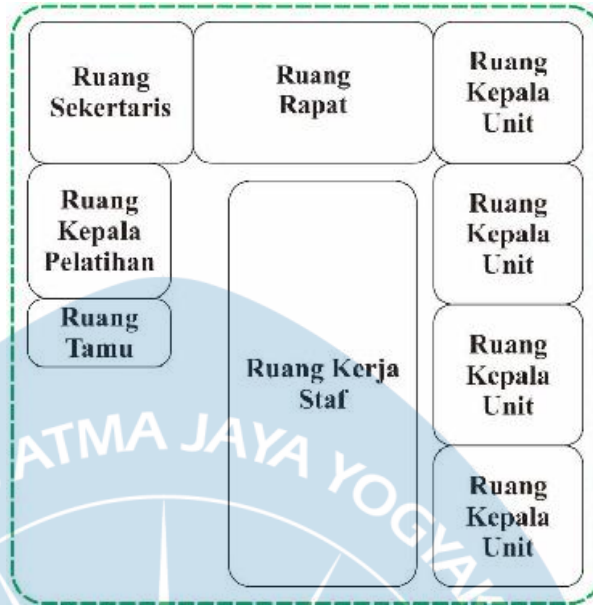 Ruang
Sekertaris
Ruang
Rapat
Ruang
Kepala
Unit
Ruang
Kepala
Pelatihan
Ruang
Kepala
Unit
Ruang
Tamu
Ruang Kerja
Staf
Ruang
Kepala
Unit
Ruang
Kepala
Unit
ATMA JAYA YOGYAK